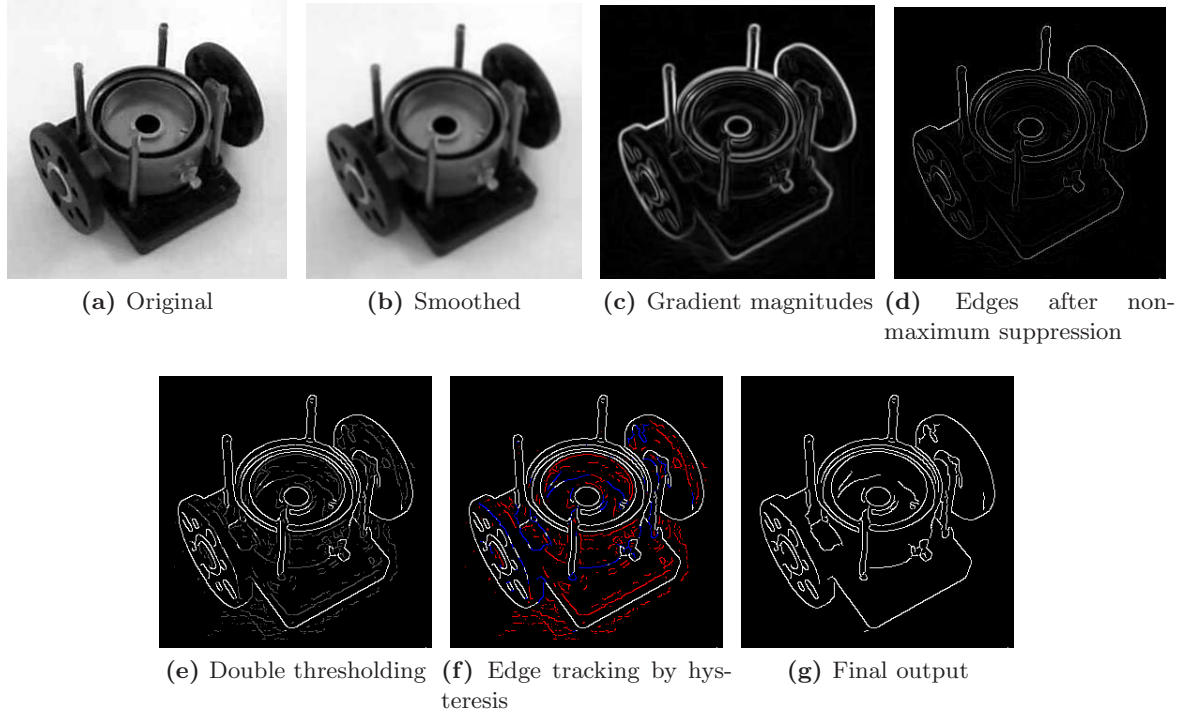 (a) Original
(b) Smoothed
(c) Gradient magnitudes
(d) Edges after non-
maximum suppression
(e) Double thresholding
(f) Edge tracking by hys-
teresis
(g) Final output